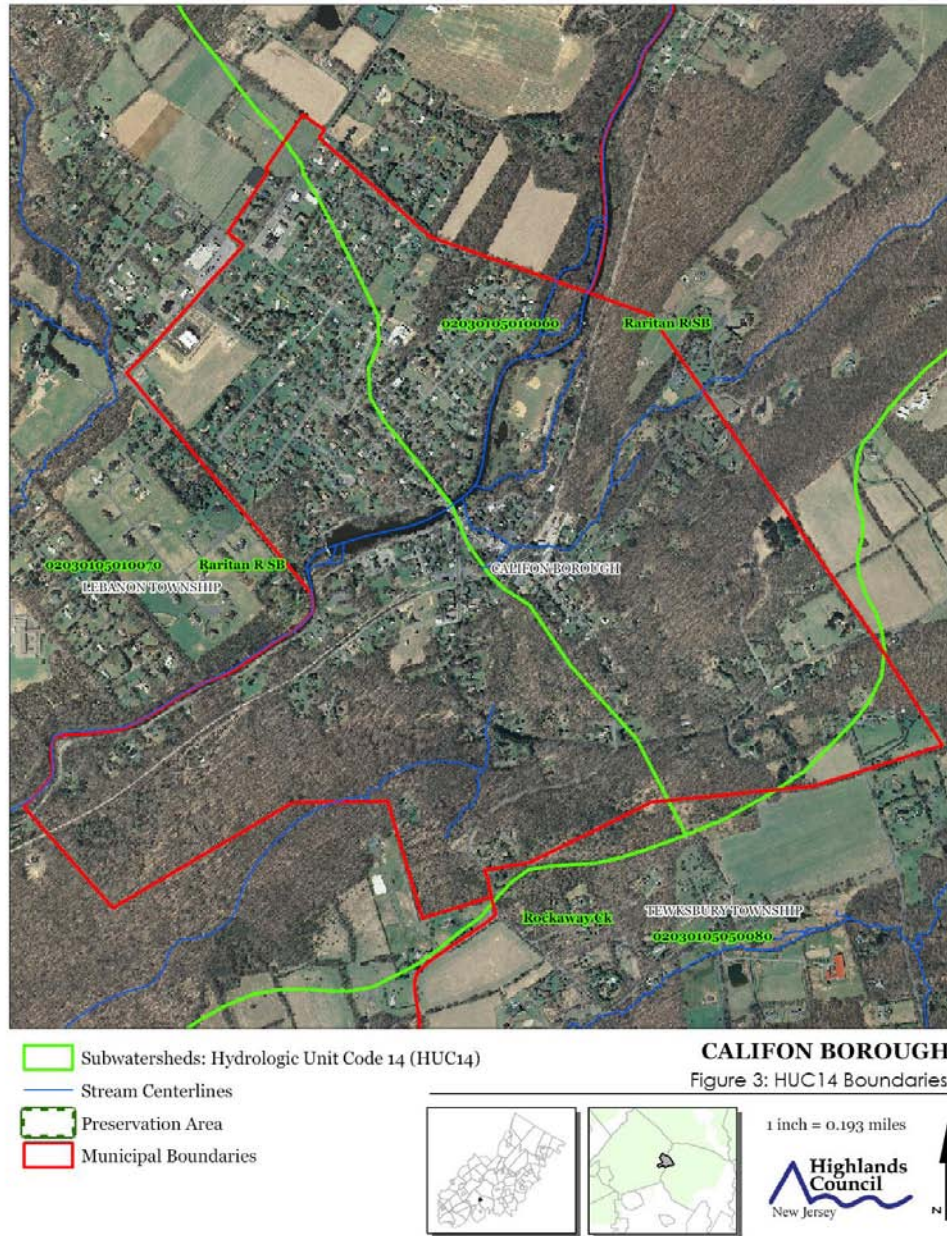 02030105010060
Raritan R SB
02030105010070
Raritan R SB
LEBANON TOWNSHIP
CALIFON BOROUGH
Rockaway Ck
TEWKSBURY TOWNSHIP
02030105050080
Subwatersheds: Hydrologic Unit Code 14 (HUC14)
Stream Centerlines
Preservation Area
Municipal Boundaries
CALIFON BOROUGH
Figure 3: HUC14 Boundaries
1 inch = 0.193 miles
Highlands
Council
New Jersey
N